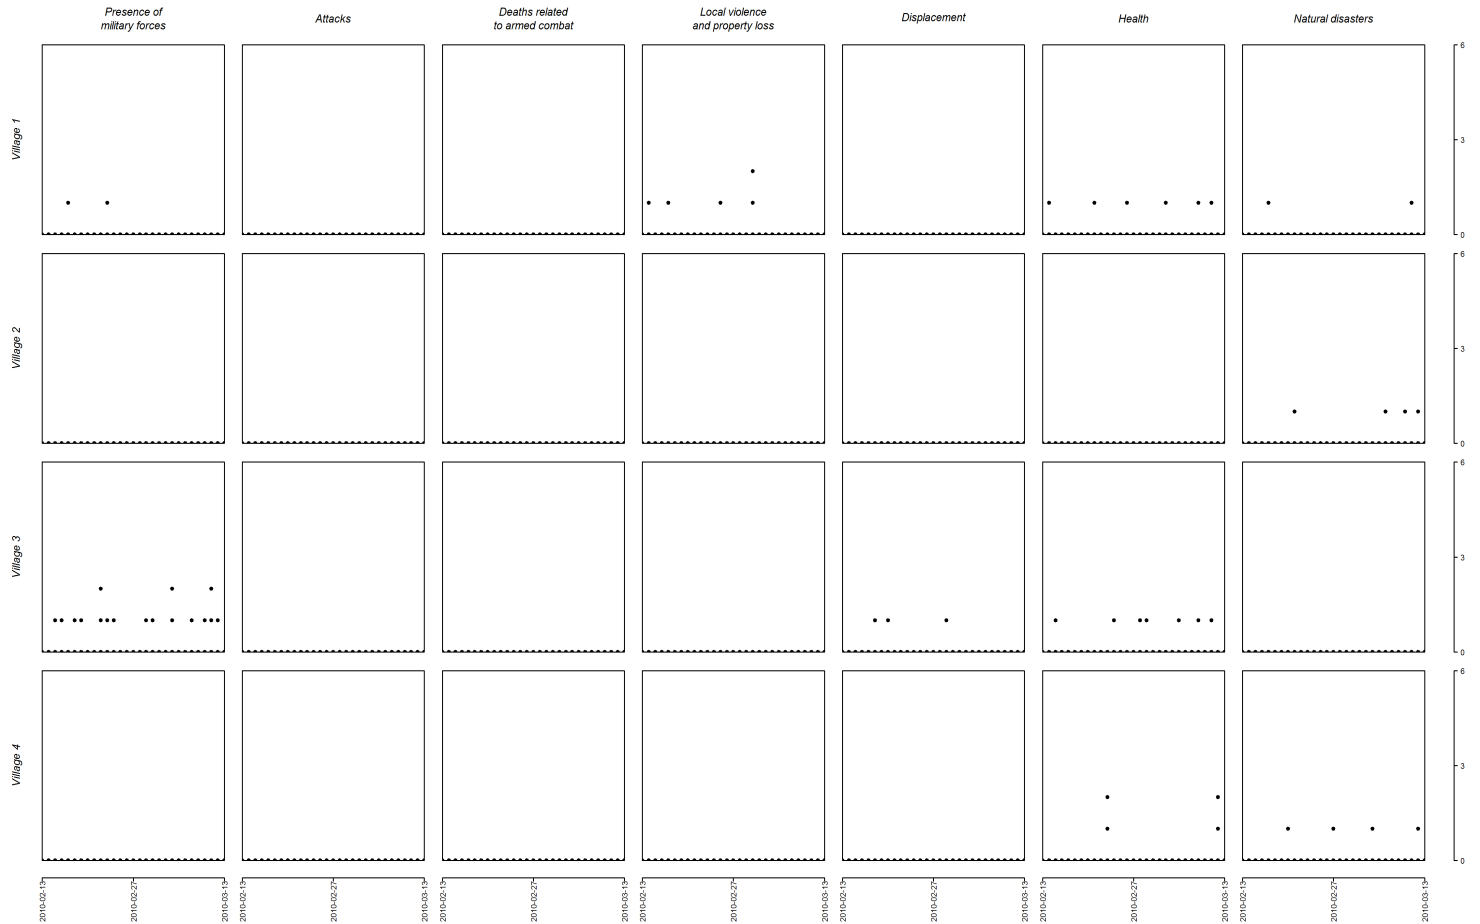 Presence of
military forces
Attacks
Deaths related
to armed combat
Local violence
and property loss
Displacement
Health
Natural disasters
Village 1
6
3
0
Village 2
6
3
0
Village 3
6
3
0
Village 4
6
3
0
2010-02-13
2010-02-27
2010-03-13
2010-02-13
2010-02-27
2010-03-13
2010-02-13
2010-02-27
2010-03-13
2010-02-13
2010-02-27
2010-03-13
2010-02-13
2010-02-27
2010-03-13
2010-02-13
2010-02-27
2010-03-13
2010-02-13
2010-02-27
2010-03-13